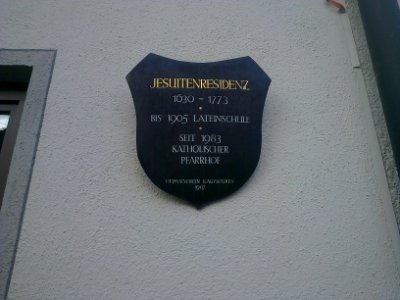 JESUITENRESIDENZ
1630 - 1773
BIS 1905 LATEINSCHULE
SEIT 1983
KATHOLISCHER
PFARRHOF